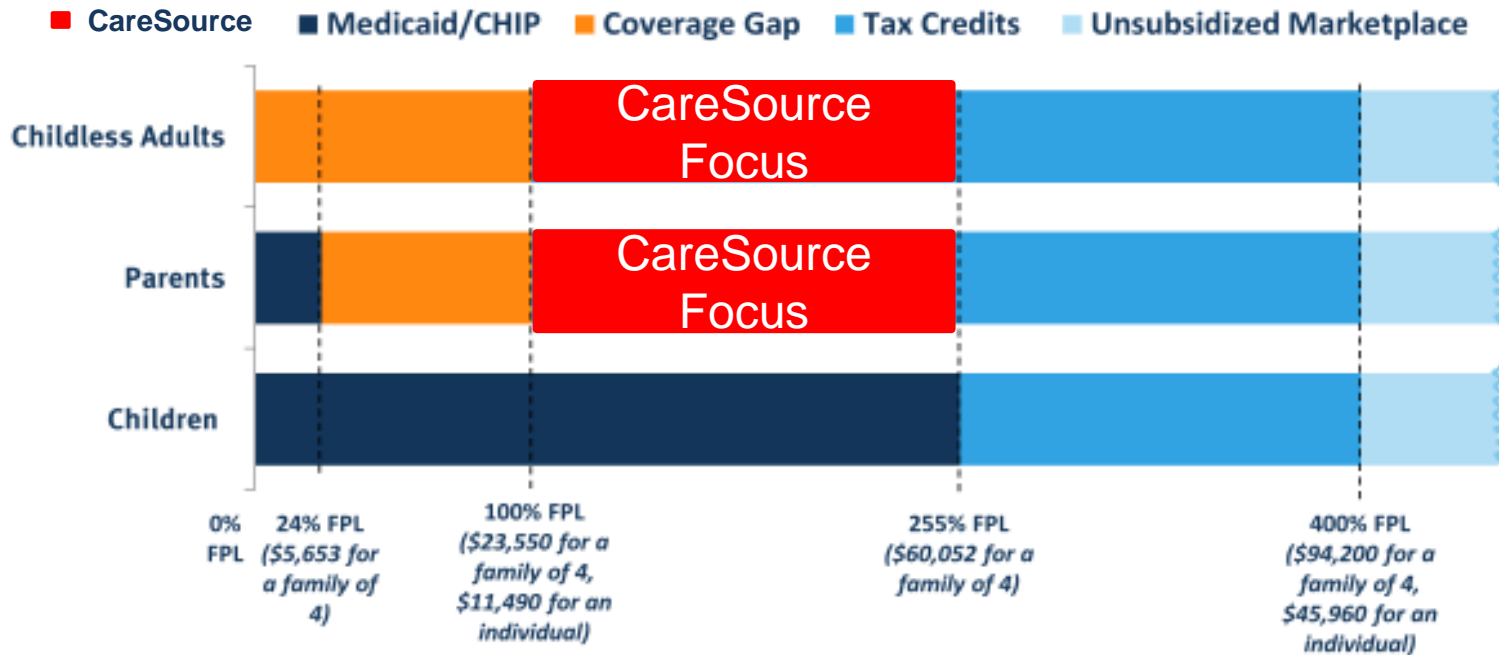 CareSource Medicaid/CHIP Coverage Gap Tax Credits Unsubsidized Marketplace
Childless Adults
CareSource
Focus
Parents
CareSource
Focus
Children
0%
FPL
24% FPL
($5,653 for
a family of
4)
100% FPL
($23,550 for a
family of 4,
$11,490 for an
individual)
255% FPL
($60,052 for a
family of 4)
400% FPL
($94,200 for a
family of 4,
$45,960 for an
individual)